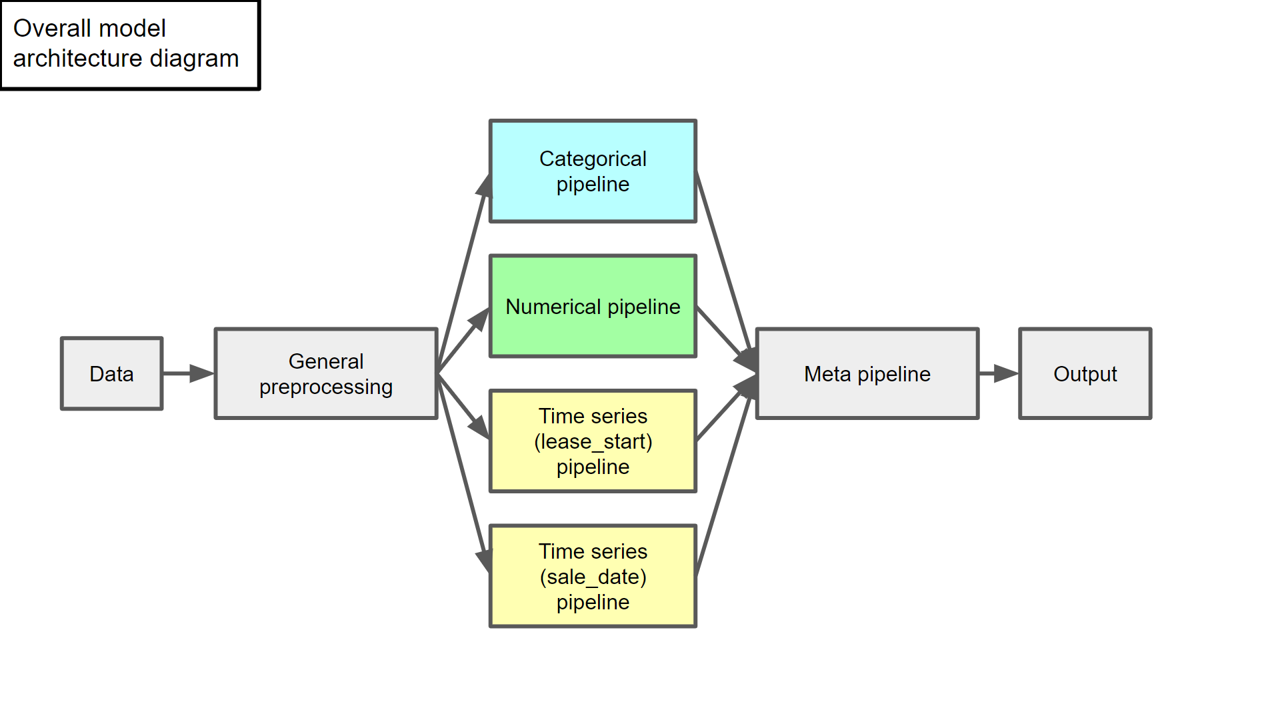 Overall model
architecture diagram
Categorical
pipeline
Numerical pipeline
Data
General
preprocessing
Time series
(lease_start)
pipeline
Time series
(sale_date)
pipeline
Meta pipeline
Output